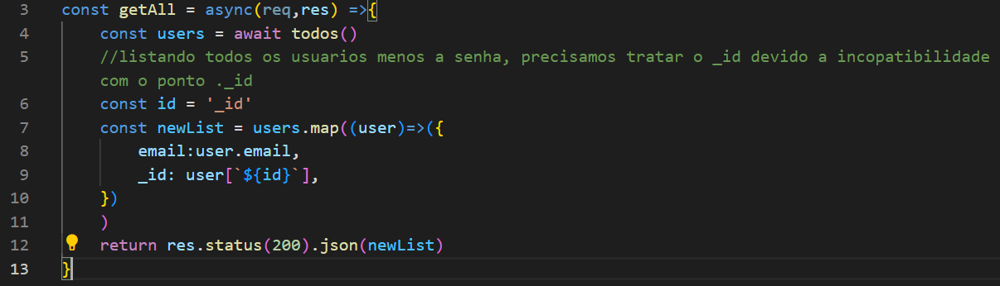 3 const getAll = async(req,res) =>{
4 const users = await todos()
5 //listando todos os usuarios menos a senha, precisamos tratar o _id devido a incopatibilidade
com o ponto ._id
6 const id = '_id'
7 const newList = users.map((user)=>({
8 email:user.email,
9 _id: user[`${id}`],
10 })
11 )
12 return res.status(200).json(newList)
13 }